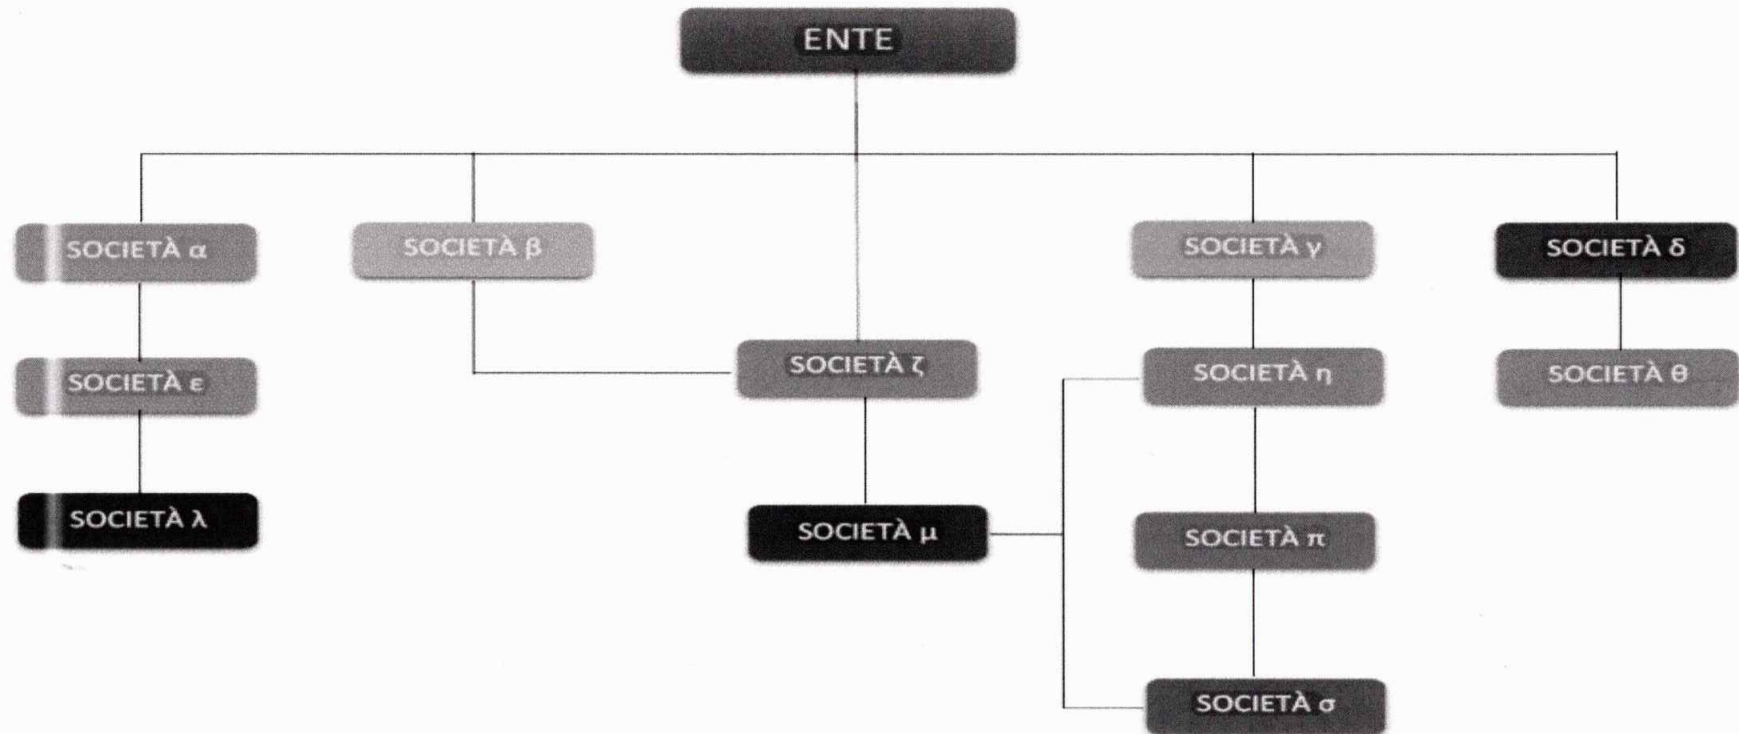 ENTE
SOCIETÀ α
SOCIETÀ β
SOCIETÀ γ
SOCIETÀ δ
SOCIETÀ ζ
SOCIETÀ ε
SOCIETÀ η
SOCIETÀ θ
SOCIETÀ λ
SOCIETÀ μ
SOCIETÀ π
SOCIETÀ σ